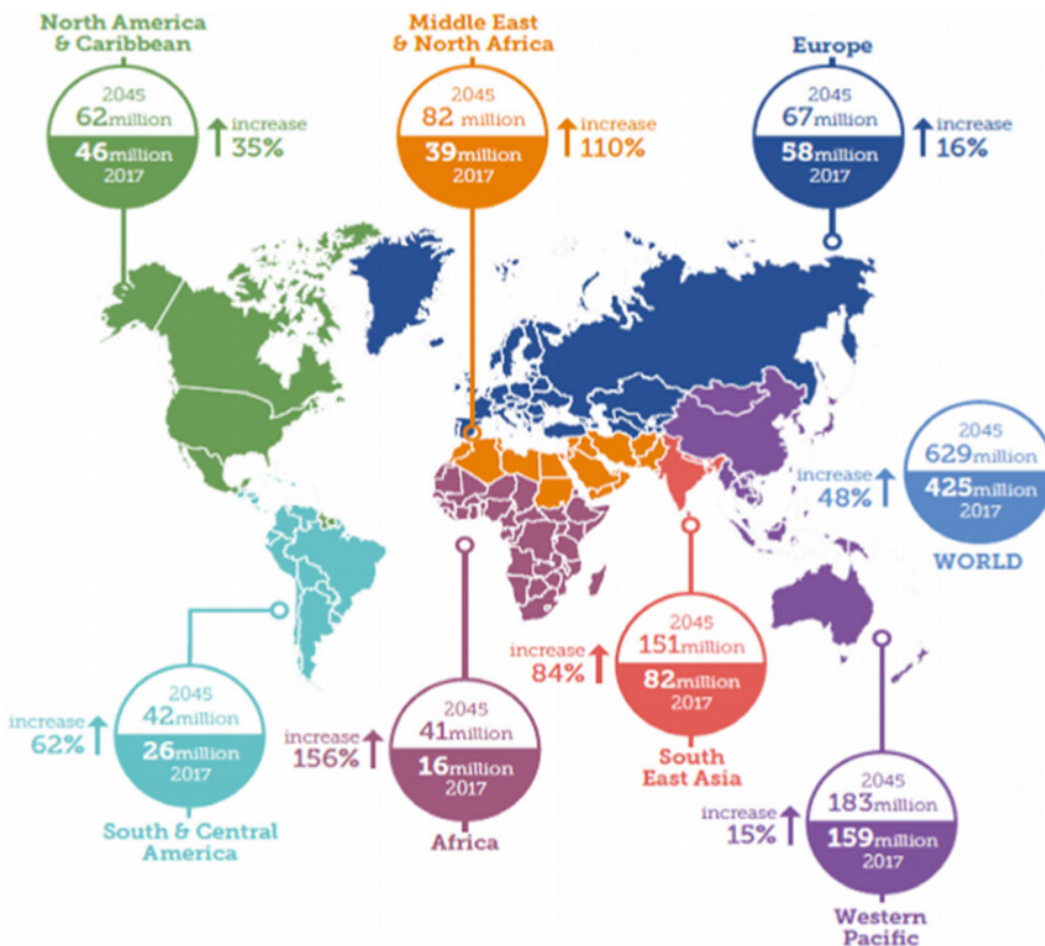 North America
& Caribbean
2045
62million
46million
2017
increase
35%
Middle East
& North Africa
2045
82 million
39million
2017
increase
110%
Europe
2045
67million
58million
2017
increase
16%
2045
629million
425million
2017
increase
48%
WORLD
2045
151million
82million
2017
increase
84%
South
East Asia
2045
42million
26million
2017
increase
62%
South & Central
America
2045
41million
16million
2017
increase
156%
Africa
2045
183million
159million
2017
increase
15%
Western
Pacific